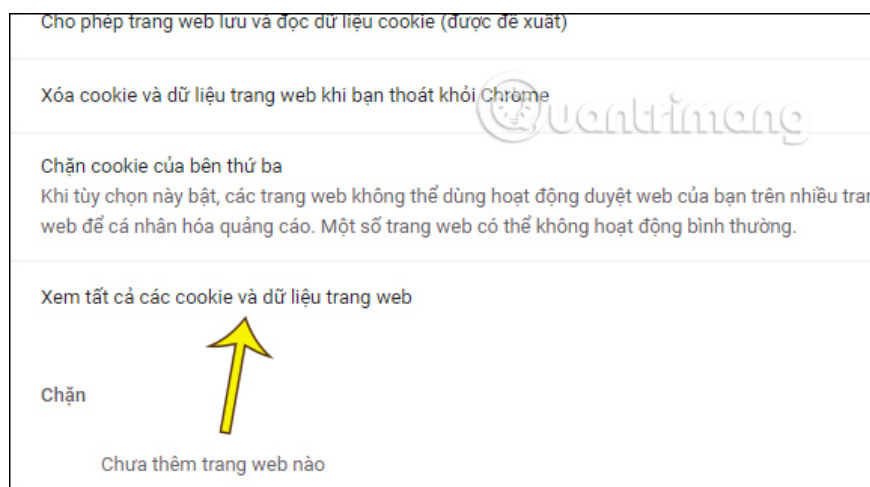 Cho phép trang web lưu và đọc dữ liệu cookie (được đề xuất)
Xóa cookie và dữ liệu trang web khi bạn thoát khỏi Chrome
Quantrimang
Chặn cookie của bên thứ ba
Khi tùy chọn này bật, các trang web không thể dùng hoạt động duyệt web của bạn trên nhiều
web để cá nhân hóa quảng cáo. Một số trang web có thể không hoạt động bình thường.
Xem tất cả các cookie và dữ liệu trang web
Chặn
Chưa thêm trang web nào